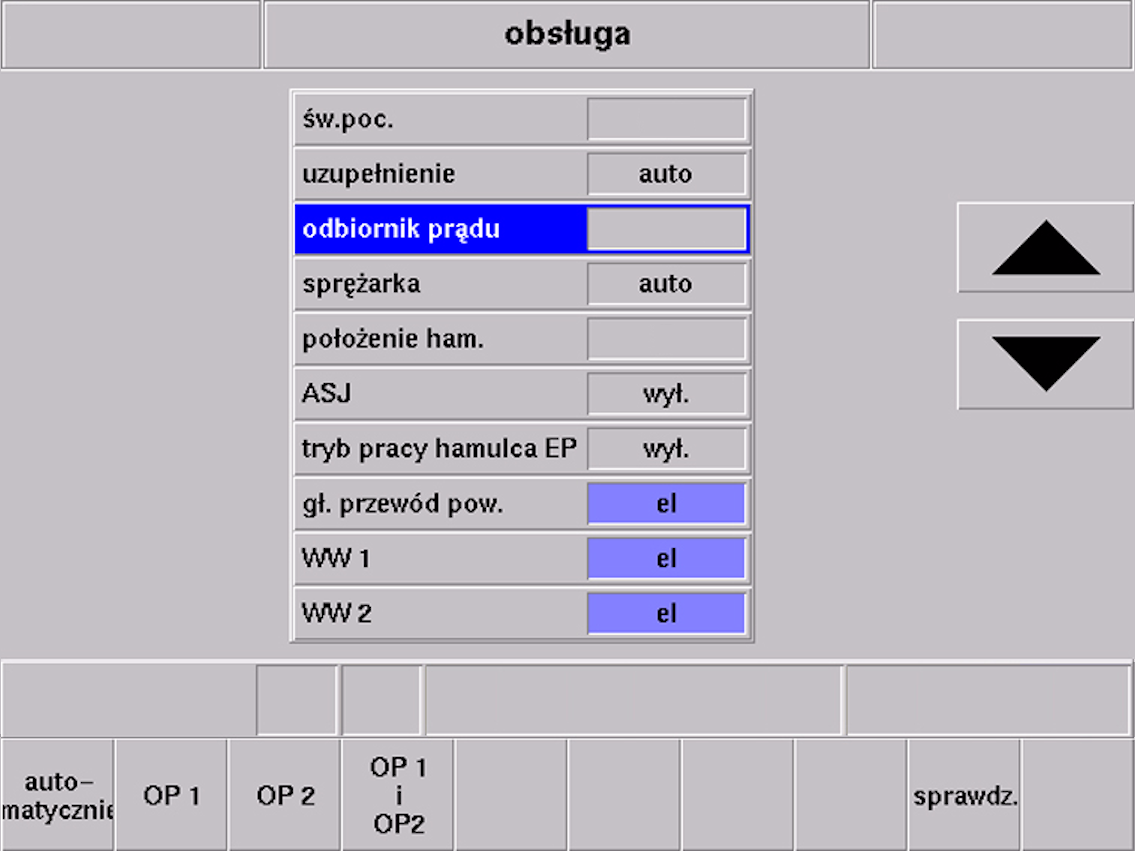 obsługa
św.poc.
uzupełnienie auto
odbiornik prądu
sprężarka auto
położenie ham.
ASJ wył.
tryb pracy hamulca EP wył.
gł. przewód pow. el
WW 1 el
WW 2 el
auto–
matycznie
OP 1
OP 2
OP 1
i
OP2
sprawdz.